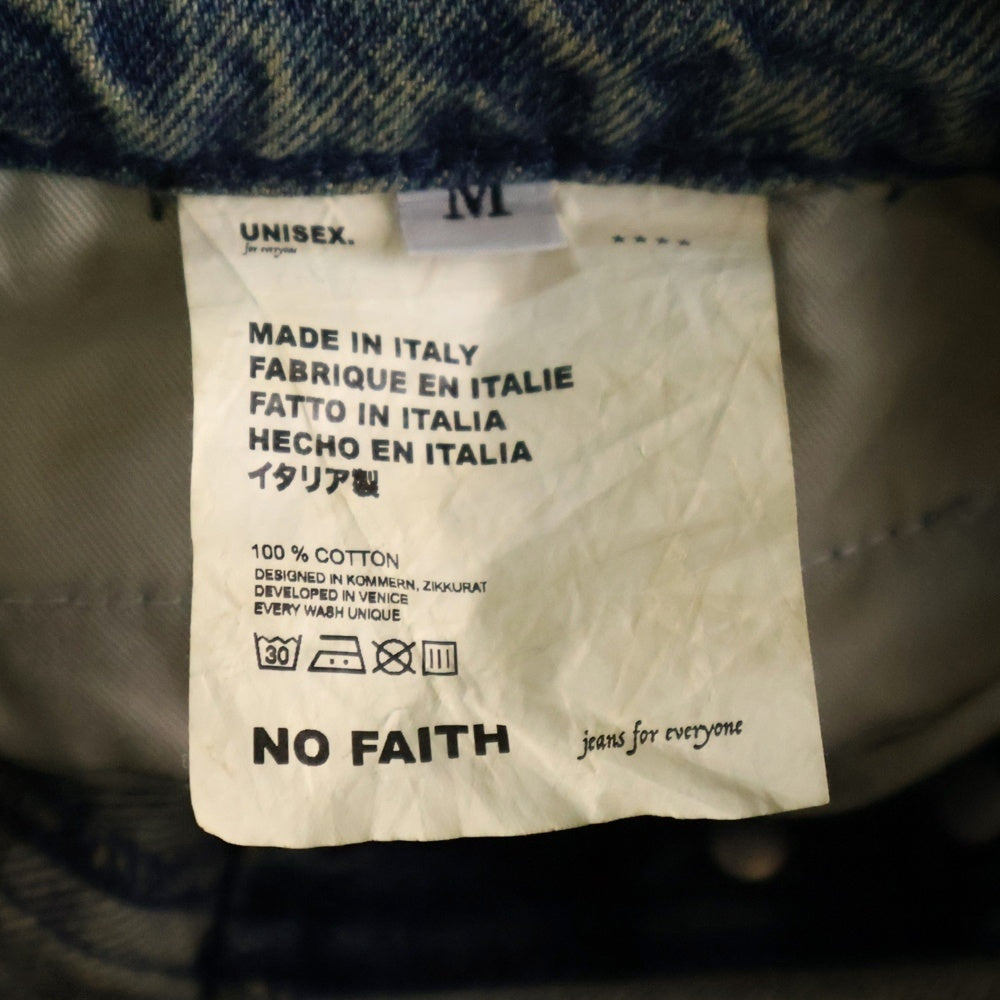 M
UNISEX.
for everyone
****
MADE IN ITALY
FABRIQUE EN ITALIE
FATTO IN ITALIA
HECHO EN ITALIA
イタリア製
100 % COTTON
DESIGNED IN KOMMERN, ZIKKURAT
DEVELOPED IN VENICE
EVERY WASH UNIQUE
30
NO FAITH
jeans for everyone